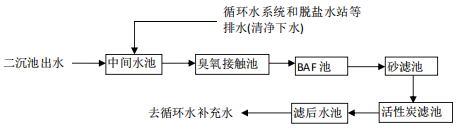 循环水系统和脱盐水站等
排水(清净下水)
二沉池出水
中间水池
臭氧接触池
BAF 池
砂滤池
去循环水补充水
滤后水池
活性炭滤池